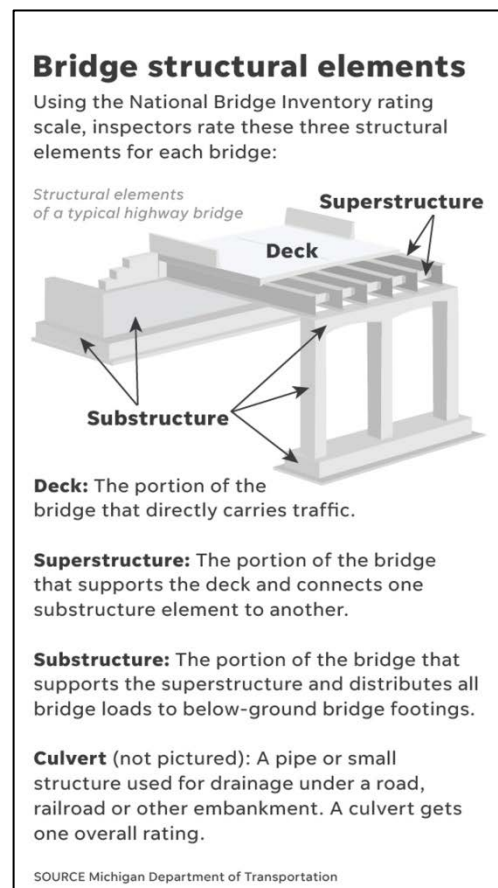 Bridge structural elements
Using the National Bridge Inventory rating
scale, inspectors rate these three structural
elements for each bridge:
Structural elements
of a typical highway bridge
Superstructure
Deck
Substructure
Deck: The portion of the
bridge that directly carries traffic.
Superstructure: The portion of the bridge
that supports the deck and connects one
substructure element to another.
Substructure: The portion of the bridge that
supports the superstructure and distributes all
bridge loads to below-ground bridge footings.
Culvert (not pictured): A pipe or small
structure used for drainage under a road,
railroad or other embankment. A culvert gets
one overall rating.
SOURCE Michigan Department of Transportation